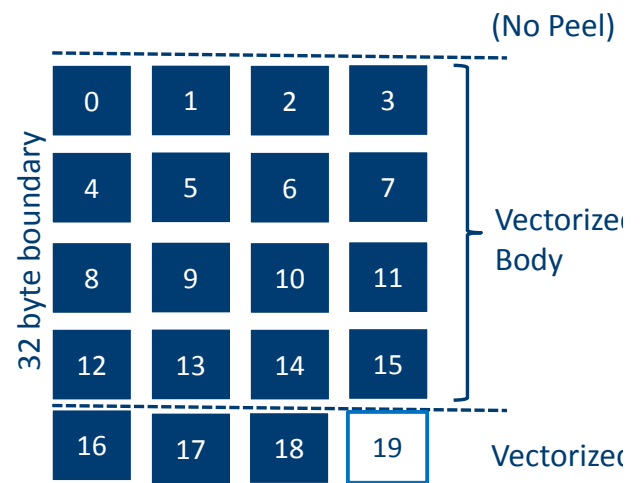 (No Peel)
32 byte boundary
0 1 2 3
4 5 6 7
8 9 10 11
12 13 14 15
Vectorized
Body
16 17 18 19
Vectorized